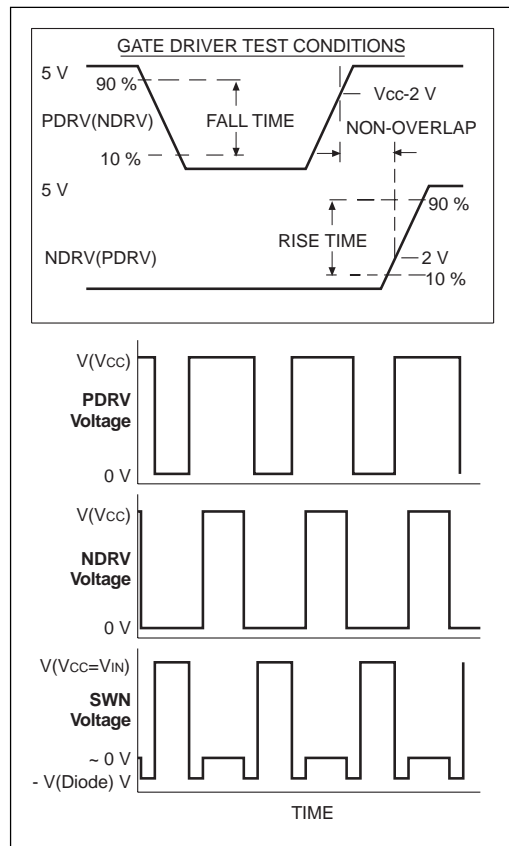 GATE DRIVER TEST CONDITIONS
5 V
90 %
Vcc-2 V
PDRV(NDRV)
FALL TIME
NON-OVERLAP
10 %
5 V
90 %
RISE TIME
NDRV(PDRV)
2 V
10 %
V(Vcc)
PDRV
Voltage
0 V
V(Vcc)
NDRV
Voltage
0 V
V(Vcc=VIN)
SWN
Voltage
~ 0 V
- V(Diode) V
TIME